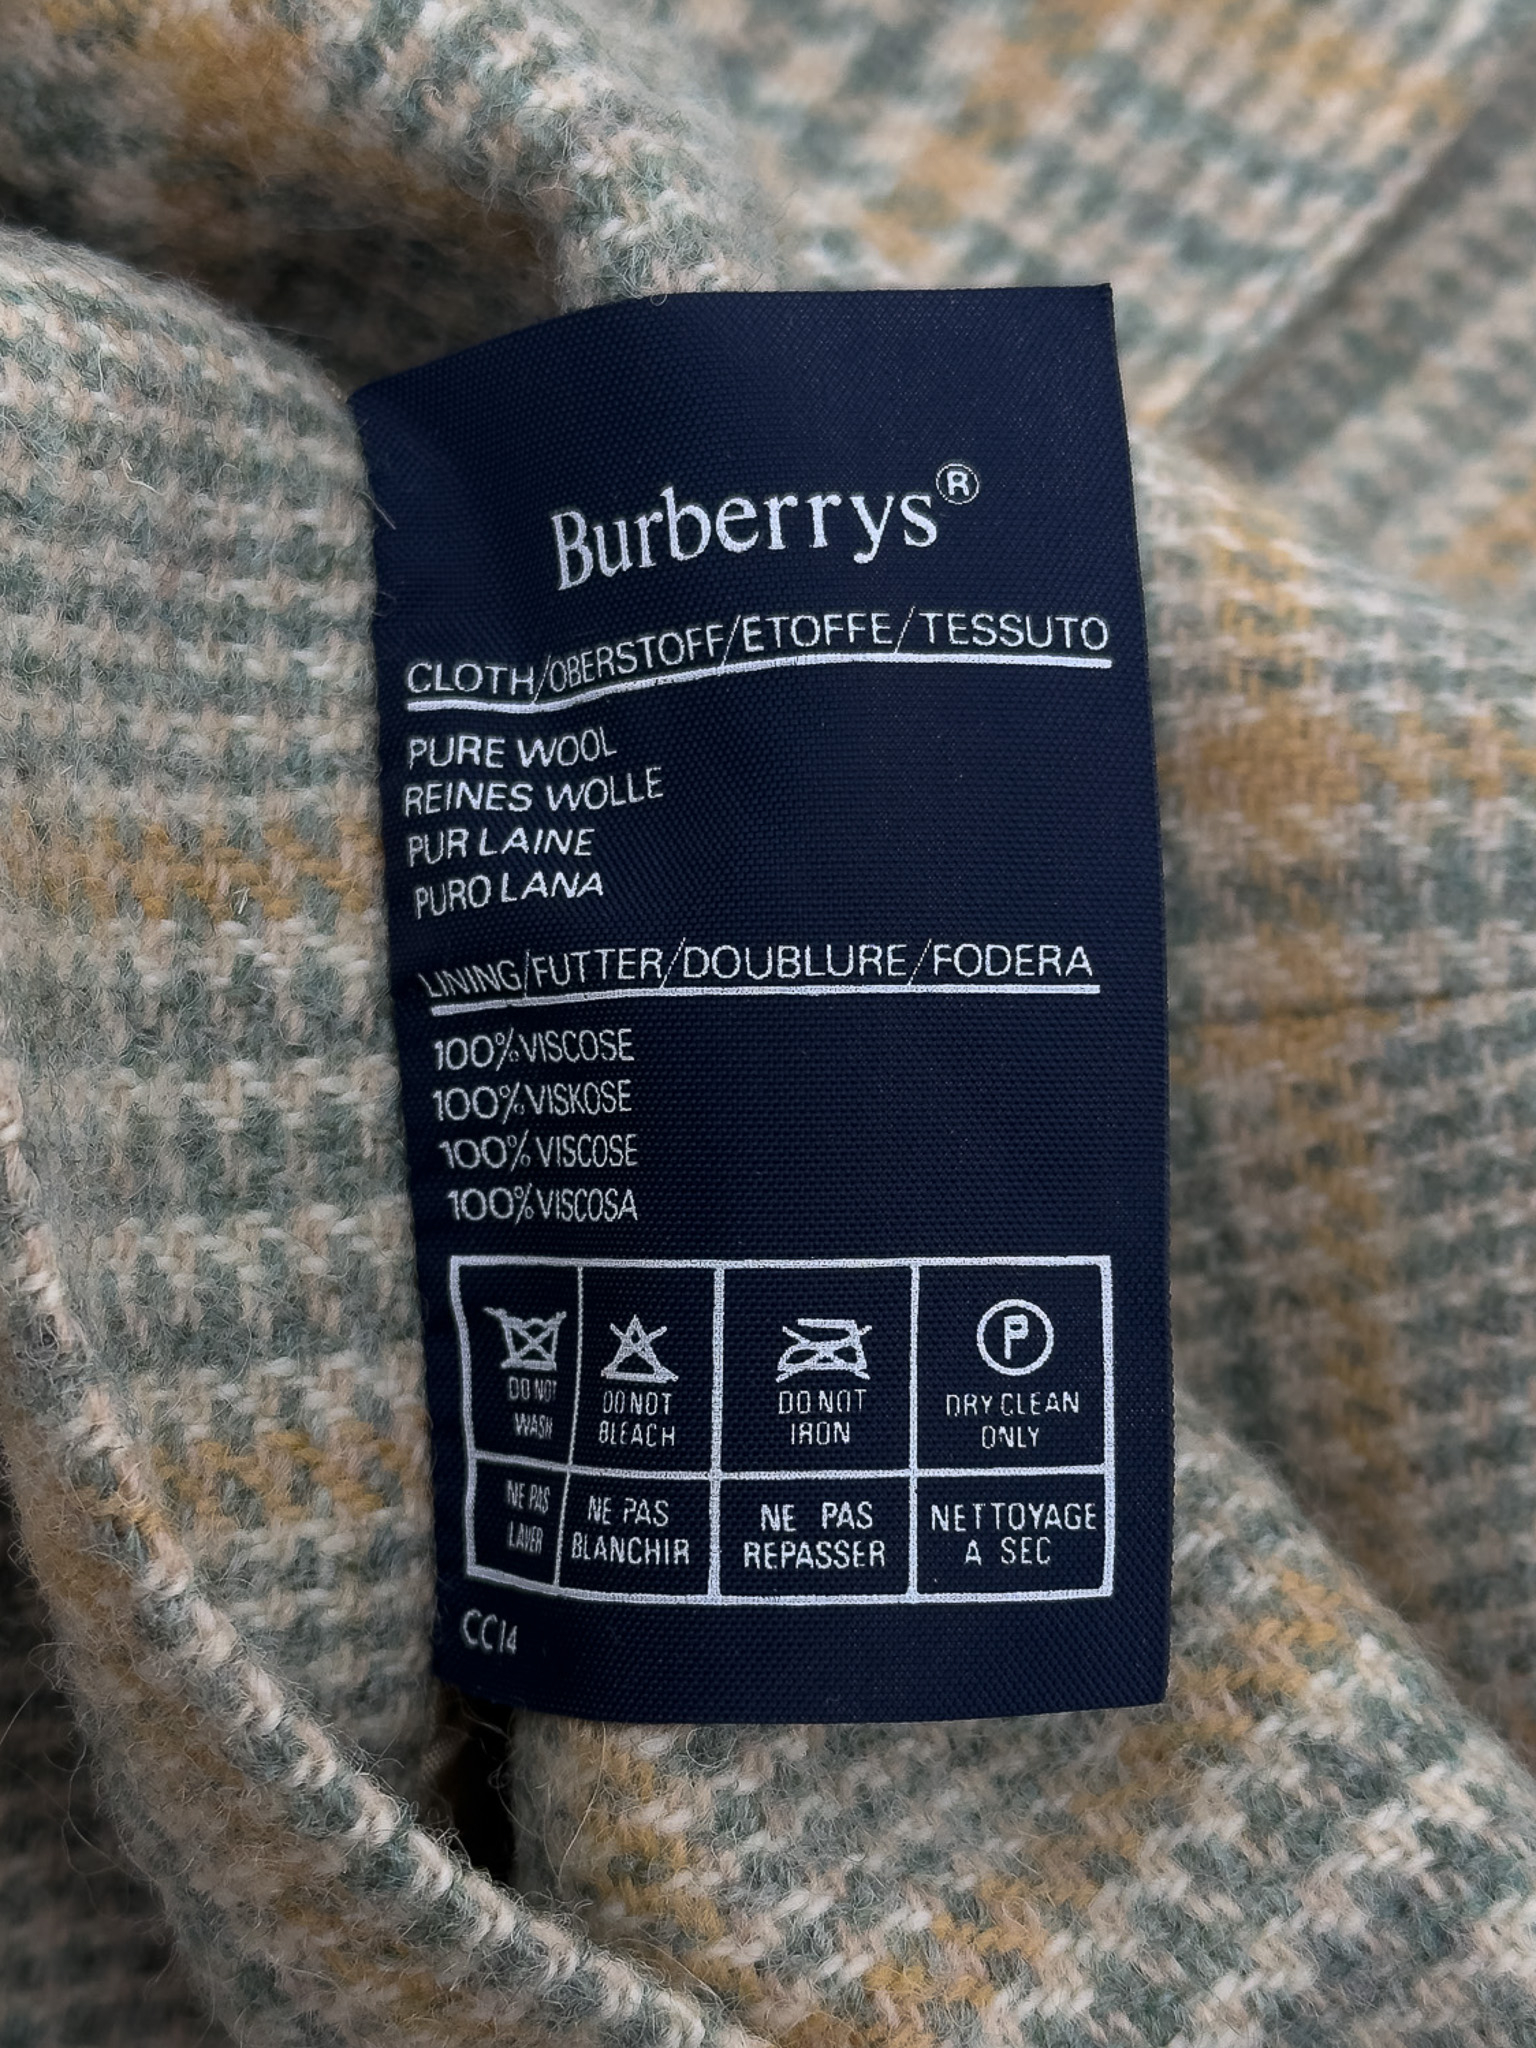 Burberrys®
CLOTH/OBERSTOFF/ETOFFE/TESSUTO
PURE WOOL
REINES WOLLE
PUR LAINE
PURO LANA
LINING/FUTTER/DOUBLURE/FODERA
100% VISCOSE
100% VISKOSE
100% VISCOSE
100% VISCOSA
P
DO NOT
WASH
DO NOT
BLEACH
DO NOT
IRON
DRY CLEAN
ONLY
NE PAS
LAVER
NE PAS
BLANCHIR
NE PAS
REPASSER
NETTOYAGE
A SEC
CC14